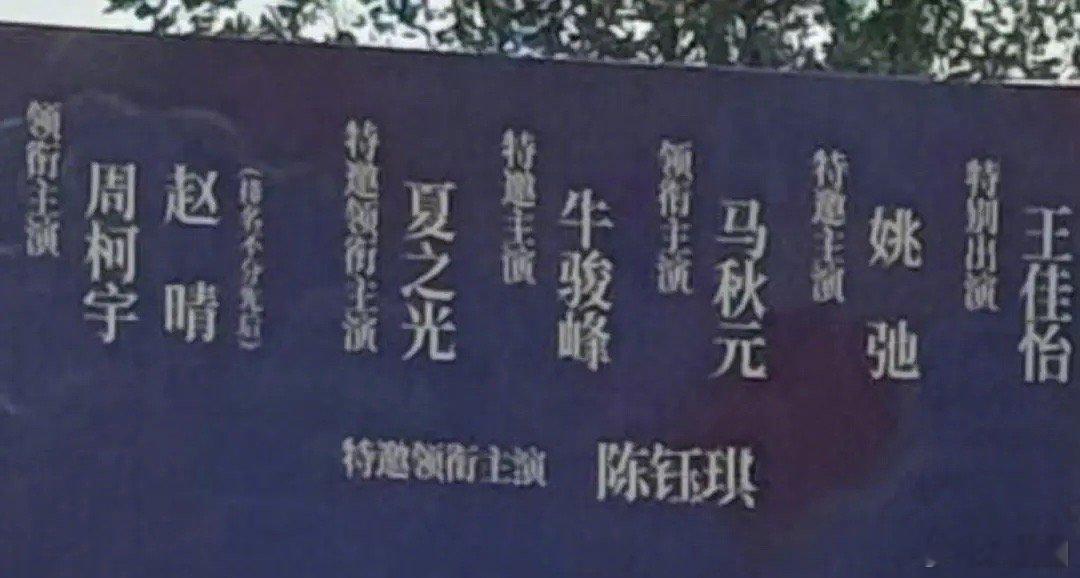 领衔主演
周柯宇
赵晴
(排名不分先后)
特邀领衔主演
夏之光
特邀主演
牛骏峰
领衔主演
马秋元
特邀主演
姚弛
特别出演
王佳怡
特邀领衔主演 陈钰琪